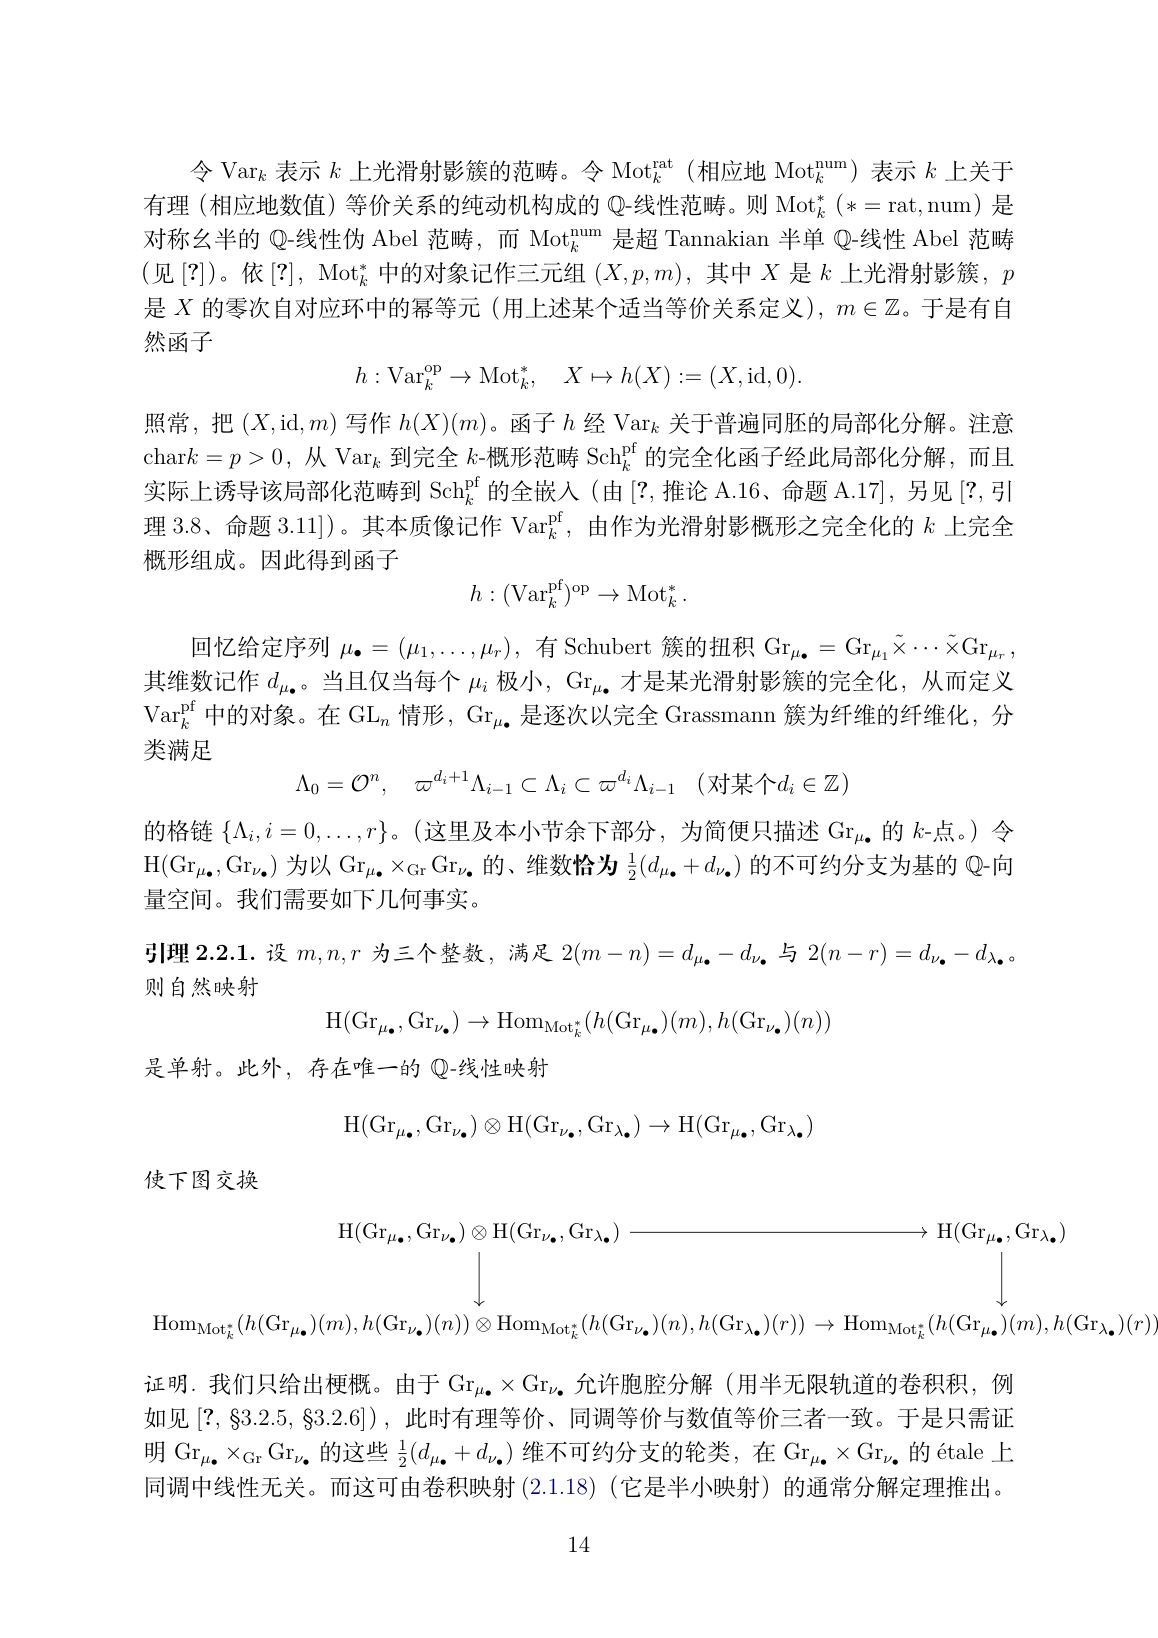 令 Var_k 表示 k 上光滑射影簇的范畴。令 Mot_k^rat（相应地 Mot_k^num）表示 k 上关于
有理（相应地数值）等价关系的纯动机构成的 ℚ-线性范畴。则 Mot_k^*（∗ = rat, num）是
对称幺半的 ℚ-线性伪 Abel 范畴，而 Mot_k^num 是超 Tannakian 半单 ℚ-线性 Abel 范畴
（见 [?]）。依 [?]，Mot_k^* 中的对象记作三元组 (X, p, m)，其中 X 是 k 上光滑射影簇，p
是 X 的零次自对应环中的幂等元（用上述某个适当等价关系定义），m ∈ ℤ。于是有自
然函子
h : Var_k^op → Mot_k^*, X ↦ h(X) := (X, id, 0).
照常，把 (X, id, m) 写作 h(X)(m)。函子 h 经 Var_k 关于普遍同胚的局部化分解。注意
chark = p > 0，从 Var_k 到完全 k-概形范畴 Sch_k^pf 的完全化函子经此局部化分解，而且
实际上诱导该局部化范畴到 Sch_k^pf 的全嵌入（由 [?, 推论 A.16、命题 A.17]，另见 [?, 引
理 3.8、命题 3.11]）。其本质像记作 Var_k^pf，由作为光滑射影概形之完全化的 k 上完全
概形组成。因此得到函子
h : (Var_k^pf)^op → Mot_k^* .
回忆给定序列 μ_• = (μ_1, . . . , μ_r)，有 Schubert 簇的扭积 Gr_{μ_•} = Gr_{μ_1} ×̃ · · · ×̃ Gr_{μ_r}，
其维数记作 d_{μ_•}。当且仅当每个 μ_i 极小，Gr_{μ_•} 才是某光滑射影簇的完全化，从而定义
Var_k^pf 中的对象。在 GL_n 情形，Gr_{μ_•} 是逐次以完全 Grassmann 簇为纤维的纤维化，分
类满足
Λ_0 = 𝒪^n, ϖ^{d_i+1}Λ_{i−1} ⊂ Λ_i ⊂ ϖ^{d_i}Λ_{i−1} （对某个d_i ∈ ℤ）
的格链 {Λ_i, i = 0, . . . , r}。（这里及本小节余下部分，为简便只描述 Gr_{μ_•} 的 k-点。）令
H(Gr_{μ_•}, Gr_{ν_•}) 为以 Gr_{μ_•} ×_Gr Gr_{ν_•} 的、维数恰为 ½(d_{μ_•} + d_{ν_•}) 的不可约分支为基的 ℚ-向
量空间。我们需要如下几何事实。
引理 2.2.1. 设 m, n, r 为三个整数，满足 2(m − n) = d_{μ_•} − d_{ν_•} 与 2(n − r) = d_{ν_•} − d_{λ_•}。
则自然映射
H(Gr_{μ_•}, Gr_{ν_•}) → Hom_{Mot_k^*}(h(Gr_{μ_•})(m), h(Gr_{ν_•})(n))
是单射。此外，存在唯一的 ℚ-线性映射
H(Gr_{μ_•}, Gr_{ν_•}) ⊗ H(Gr_{ν_•}, Gr_{λ_•}) → H(Gr_{μ_•}, Gr_{λ_•})
使下图交换
H(Gr_{μ_•}, Gr_{ν_•}) ⊗ H(Gr_{ν_•}, Gr_{λ_•}) ⟶ H(Gr_{μ_•}, Gr_{λ_•})
Hom_{Mot_k^*}(h(Gr_{μ_•})(m), h(Gr_{ν_•})(n)) ⊗ Hom_{Mot_k^*}(h(Gr_{ν_•})(n), h(Gr_{λ_•})(r)) → Hom_{Mot_k^*}(h(Gr_{μ_•})(m), h(Gr_{λ_•})(r))
证明. 我们只给出梗概。由于 Gr_{μ_•} × Gr_{ν_•} 允许胞腔分解（用半无限轨道的卷积积，例
如见 [?, §3.2.5, §3.2.6]），此时有理等价、同调等价与数值等价三者一致。于是只需证
明 Gr_{μ_•} ×_Gr Gr_{ν_•} 的这些 ½(d_{μ_•} + d_{ν_•}) 维不可约分支的轮类，在 Gr_{μ_•} × Gr_{ν_•} 的 étale 上
同调中线性无关。而这可由卷积映射 (2.1.18)（它是半小映射）的通常分解定理推出。
14